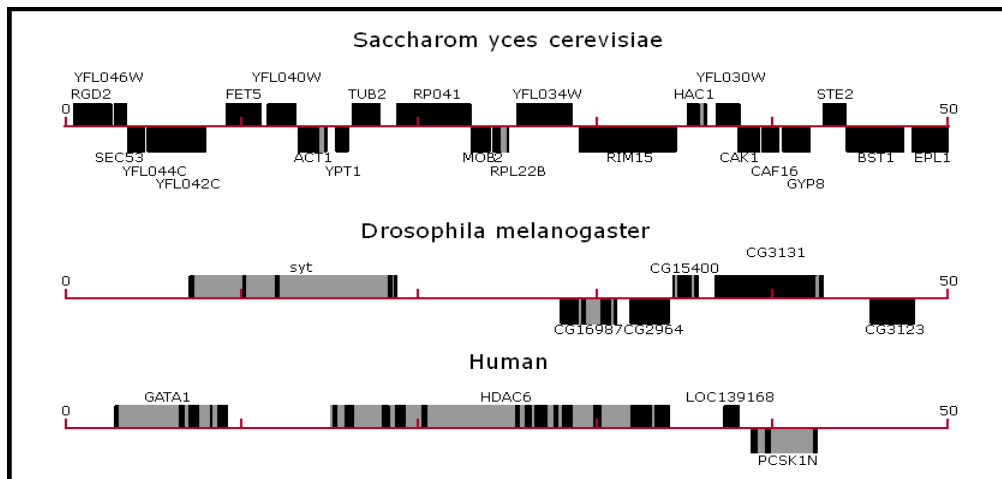 Saccharom yces cerevisiae
YFL046W YFL040W YFL030W
RGD2 FET5 TUB2 RP041 YFL034W HAC1 STE2
0 50
SEC53 ACT1 MOB2 RIM15 CAK1 BST1 EPL1
YFL044C YPT1 RPL22B CAF16
YFL042C GYP8
Drosophila melanogaster
CG3131
syt CG15400
0 50
CG16987 CG2964 CG3123
Human
GATA1 HDAC6 LOC139168
0 50
PCSK1N